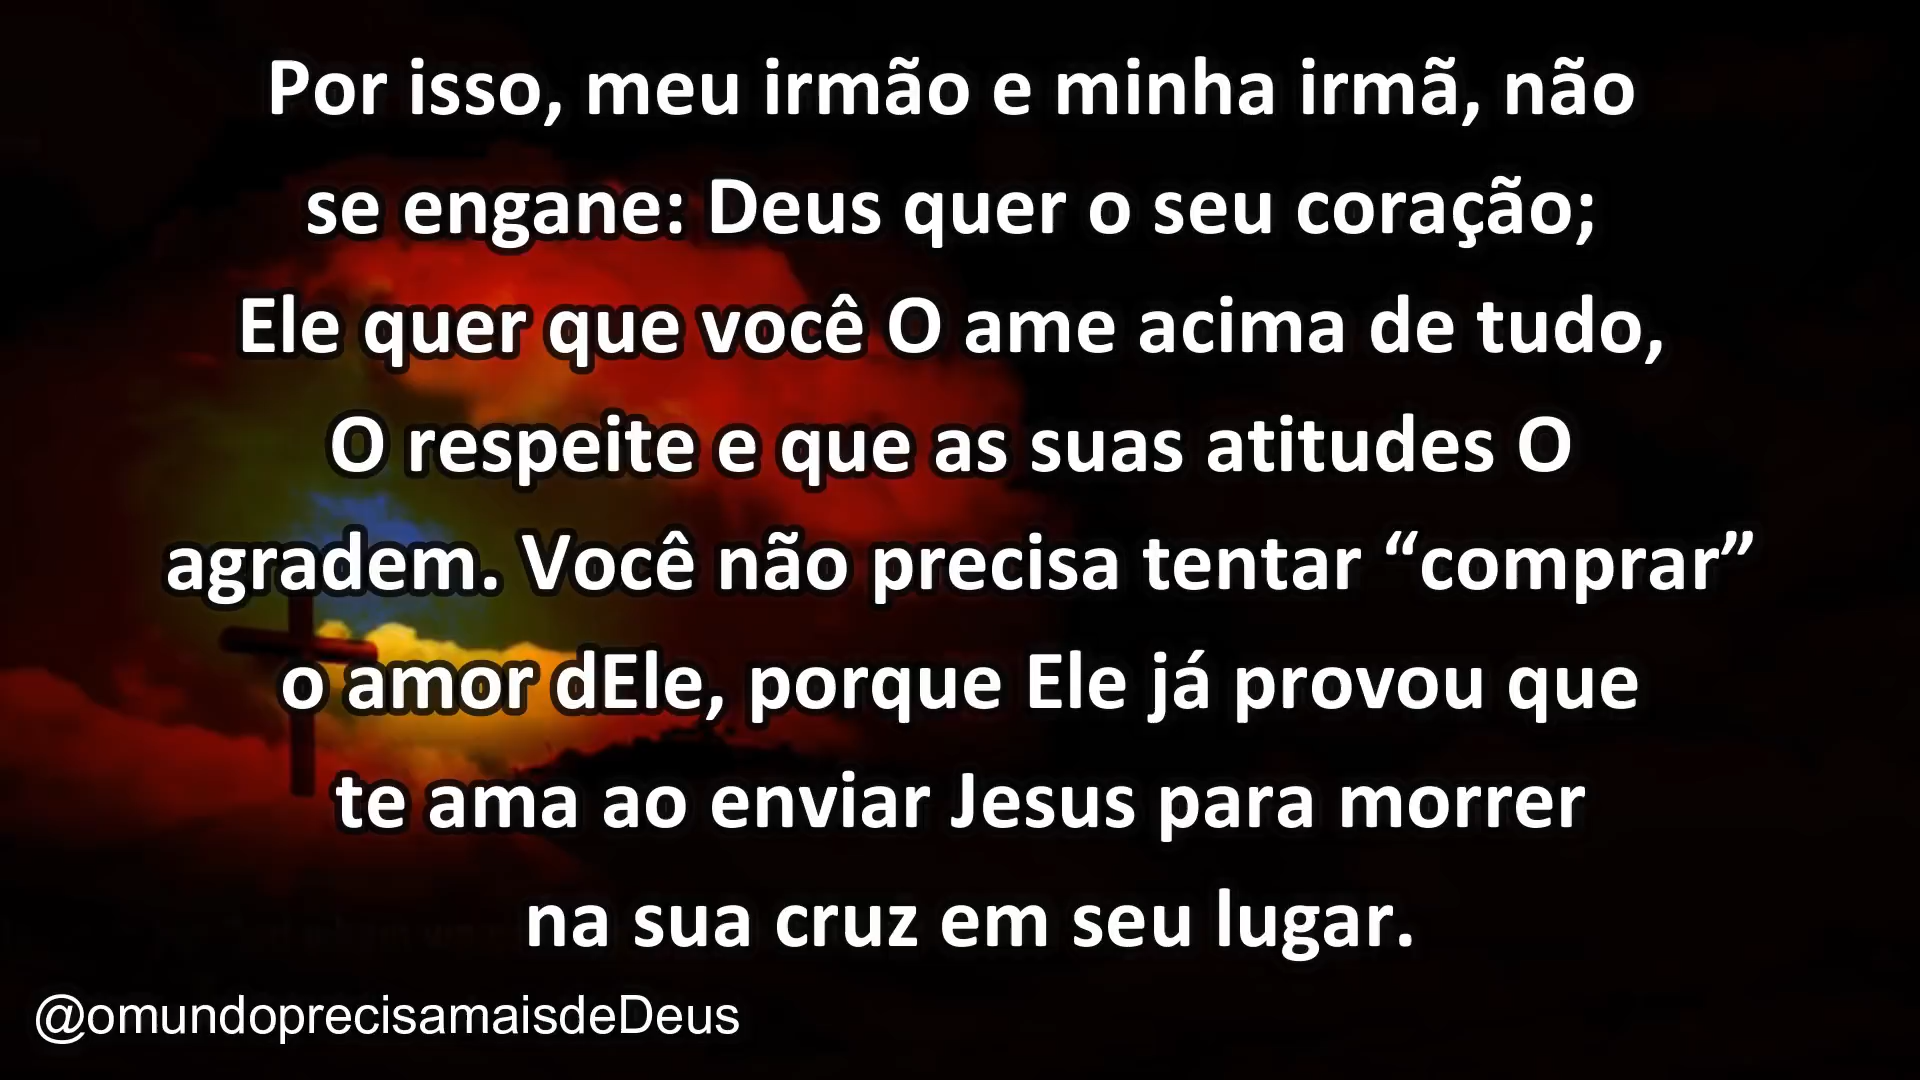 Por isso, meu irmão e minha irmã, não
se engane: Deus quer o seu coração;
Ele quer que você O ame acima de tudo,
O respeite e que as suas atitudes O
agradem. Você não precisa tentar “comprar”
o amor dEle, porque Ele já provou que
te ama ao enviar Jesus para morrer
na sua cruz em seu lugar.
@omundoprecisamaisdeDeus